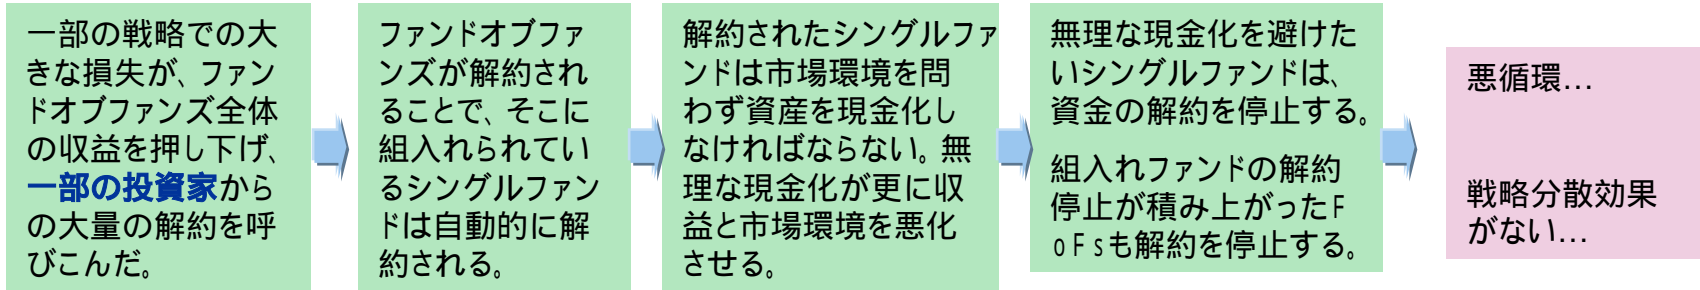 一部の戦略での大
きな損失が、ファン
ドオブファンズ全体
の収益を押し下げ、
一部の投資家から
の大量の解約を呼
びこんだ。
ファンドオブファ
ンズが解約され
ることで、そこに
組入れられてい
るシングルファン
ドは自動的に解
約される。
解約されたシングルファ
ンドは市場環境を問
わず資産を現金化し
なければならない。無
理な現金化が更に収
益と市場環境を悪化
させる。
無理な現金化を避けた
いシングルファンドは、
資金の解約を停止する。
組入れファンドの解約
停止が積み上がったF
oFsも解約を停止する。
悪循環…
戦略分散効果
がない…